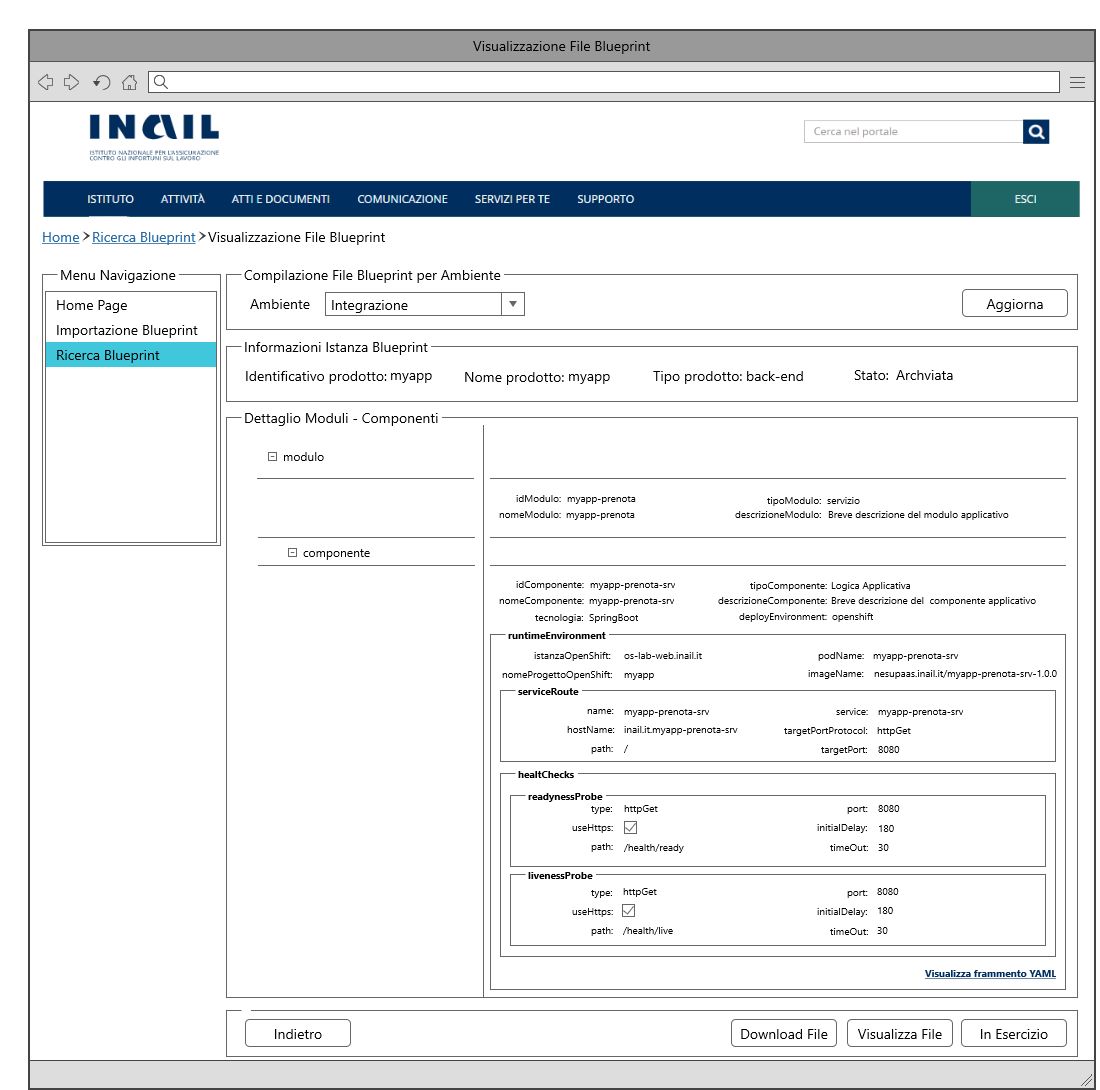 Visualizzazione File Blueprint
INAIL
ISTITUTO NAZIONALE PER L'ASSICURAZIONE
CONTRO GLI INFORTUNI SUL LAVORO
Cerca nel portale
ISTITUTO ATTIVITÀ ATTI E DOCUMENTI COMUNICAZIONE SERVIZI PER TE SUPPORTO ESCI
Home > Ricerca Blueprint > Visualizzazione File Blueprint
Menu Navigazione
Home Page
Importazione Blueprint
Ricerca Blueprint
Compilazione File Blueprint per Ambiente
Ambiente Integrazione Aggiorna
Informazioni Istanza Blueprint
Identificativo prodotto: myapp Nome prodotto: myapp Tipo prodotto: back-end Stato: Archviata
Dettaglio Moduli - Componenti
modulo
idModulo: myapp-prenota tipoModulo: servizio
nomeModulo: myapp-prenota descrizioneModulo: Breve descrizione del modulo applicativo
componente
idComponente: myapp-prenota-srv tipoComponente: Logica Applicativa
nomeComponente: myapp-prenota-srv descrizioneComponente: Breve descrizione del componente applicativo
tecnologia: SpringBoot deployEnvironment: openshift
runtimeEnvironment
istanzaOpenShift: os-lab-web.inail.it podName: myapp-prenota-srv
nomeProgettoOpenShift: myapp imageName: nesupaas.inail.it/myapp-prenota-srv-1.0.0
serviceRoute
name: myapp-prenota-srv service: myapp-prenota-srv
hostName: inail.it.myapp-prenota-srv targetPortProtocol: httpGet
path: / targetPort: 8080
healtChecks
readynessProbe
type: httpGet port: 8080
useHttps: initialDelay: 180
path: /health/ready timeOut: 30
livenessProbe
type: httpGet port: 8080
useHttps: initialDelay: 180
path: /health/live timeOut: 30
Visualizza frammento YAML
Indietro Download File Visualizza File In Esercizio